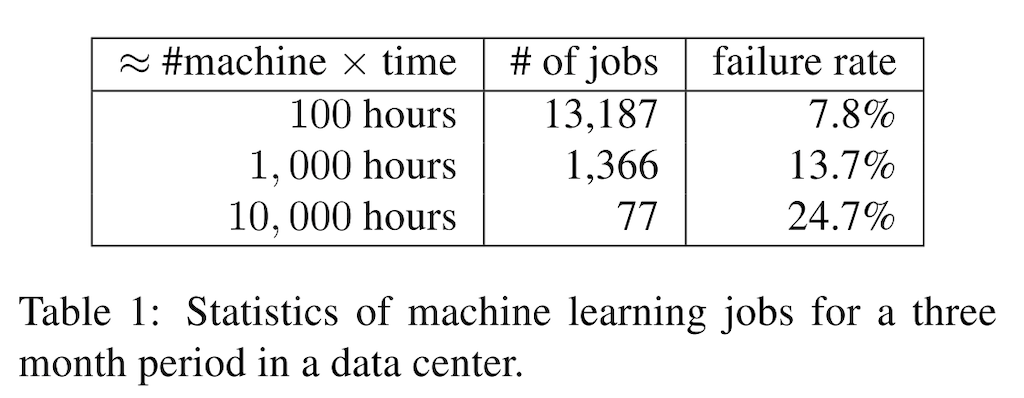 ≈ #machine × time # of jobs failure rate
100 hours 13,187 7.8%
1, 000 hours 1,366 13.7%
10, 000 hours 77 24.7%
Table 1: Statistics of machine learning jobs for a three
month period in a data center.